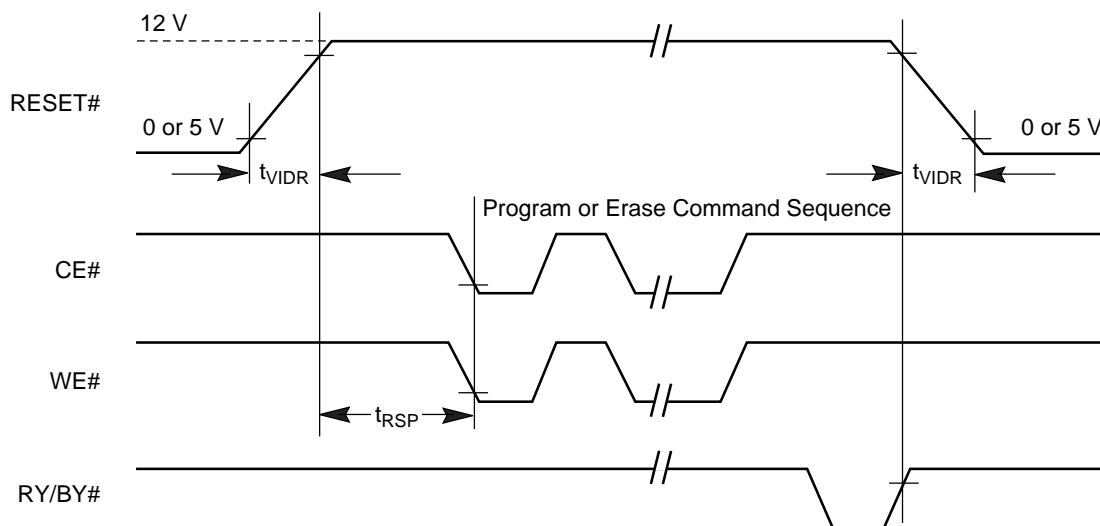 12 V
RESET#
0 or 5 V
0 or 5 V
tVIDR
tVIDR
Program or Erase Command Sequence
CE#
WE#
tRSP
RY/BY#